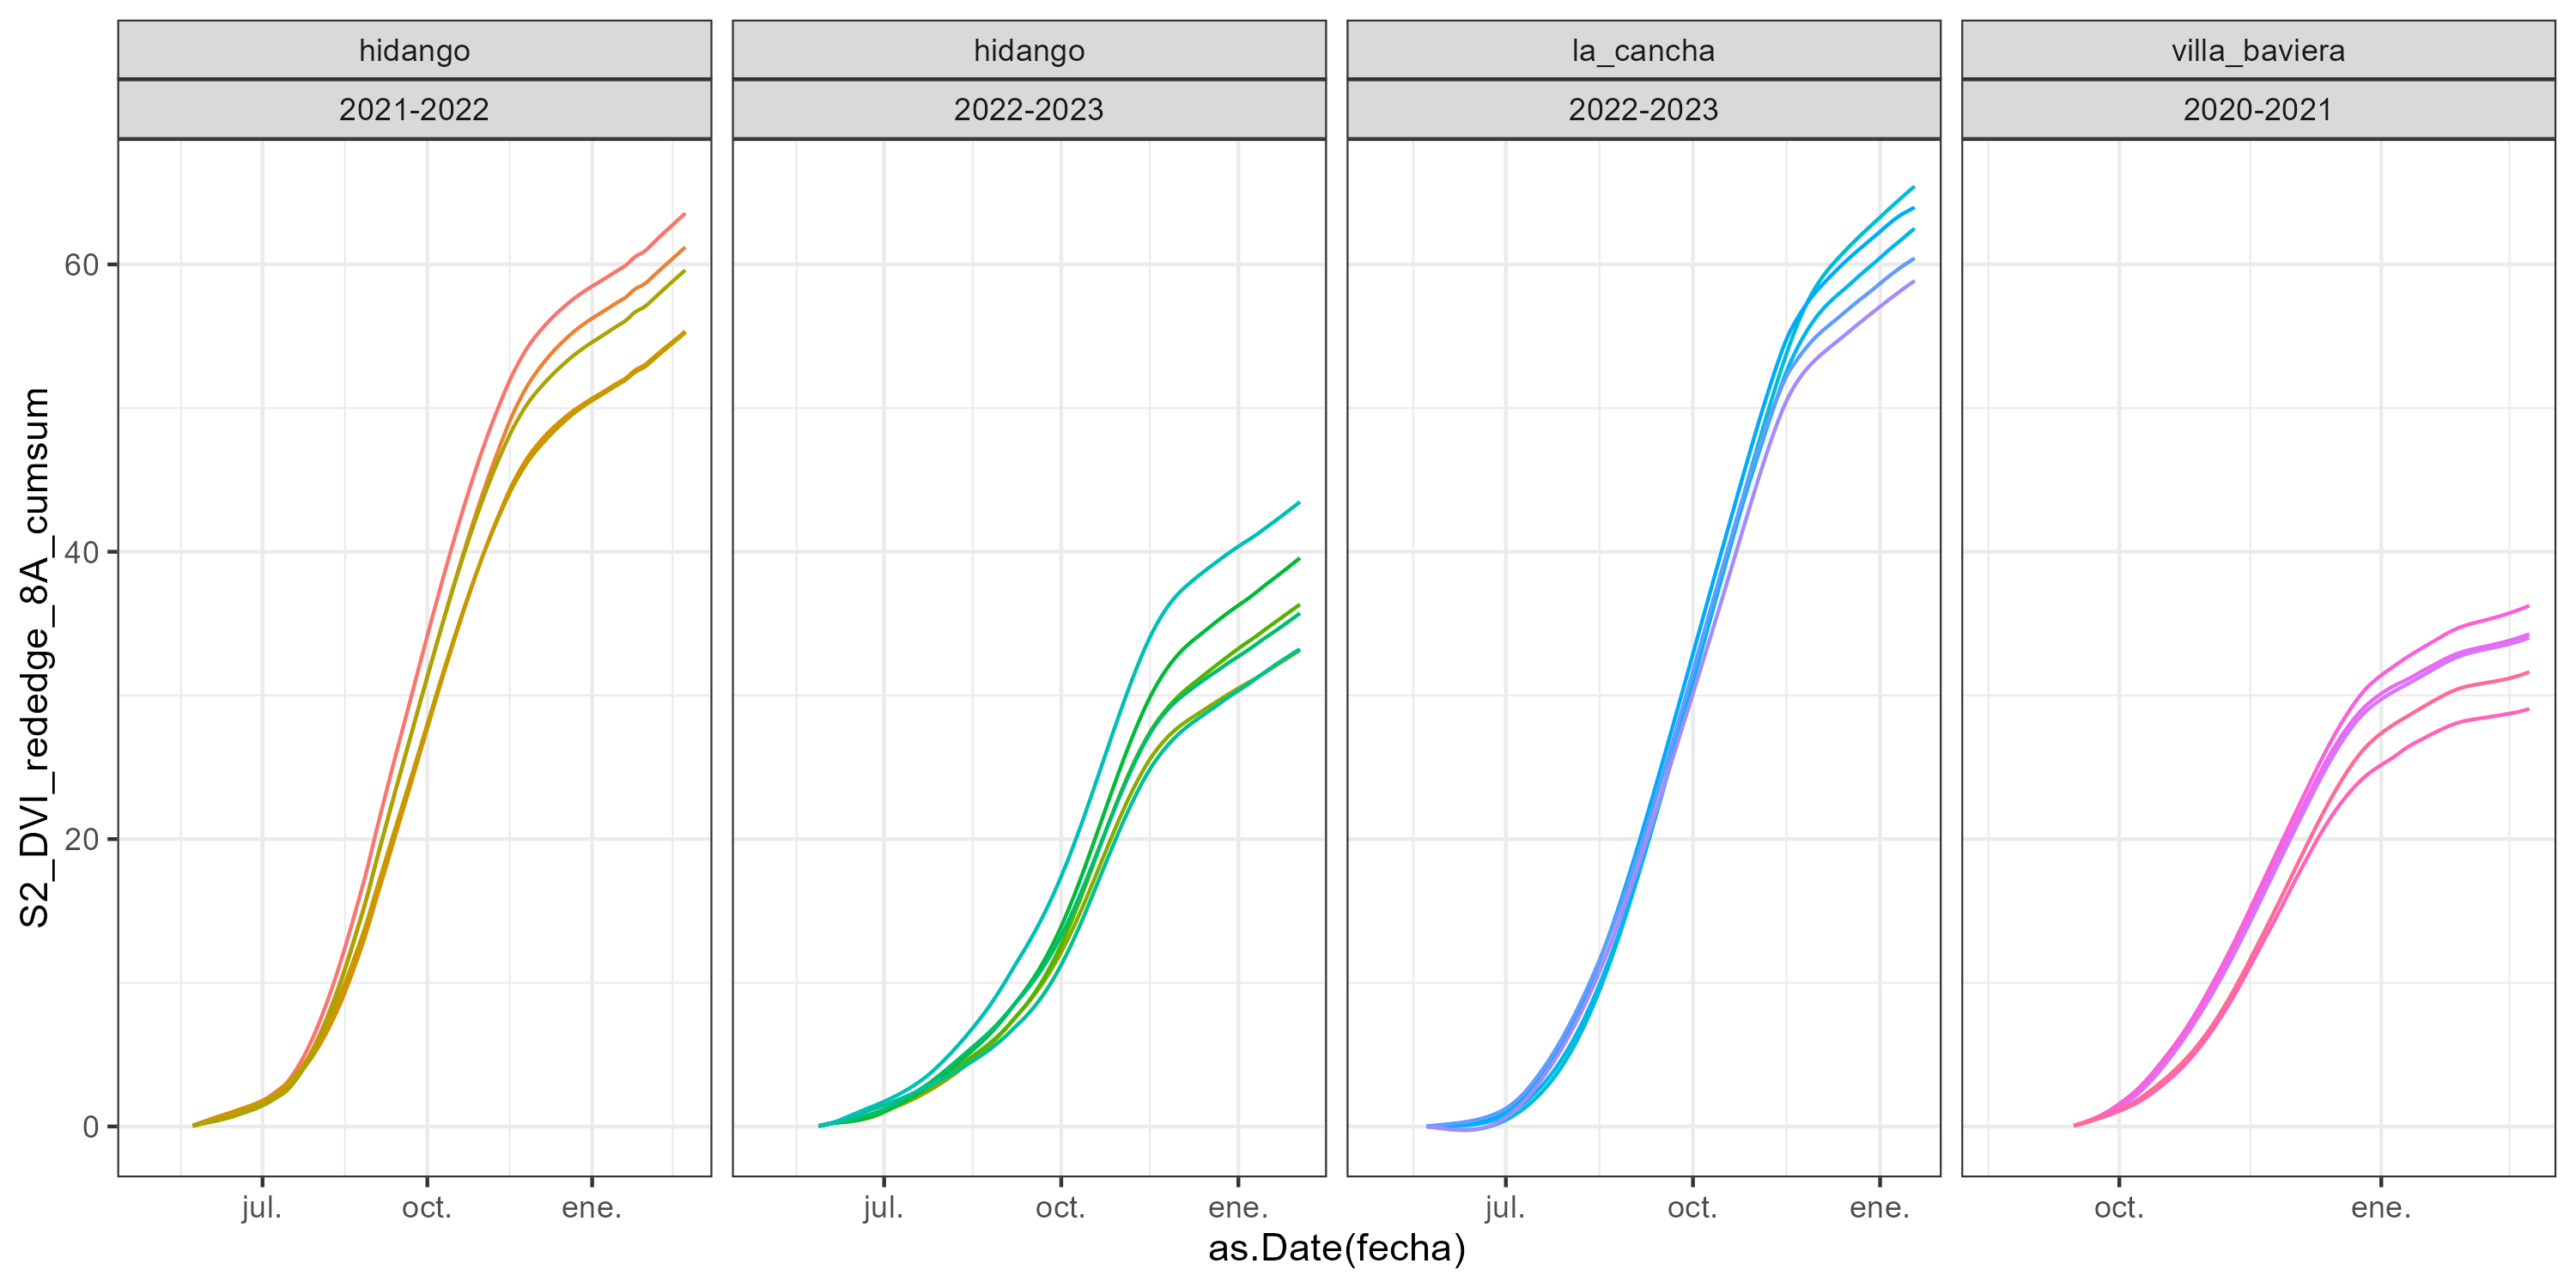 hidango
hidango
la_cancha
villa_baviera
2021-2022
2022-2023
2022-2023
2020-2021
S2_DVI_rededge_8A_cumsum
60
40
20
0
jul.
oct.
ene.
jul.
oct.
ene.
jul.
oct.
ene.
oct.
ene.
as.Date(fecha)